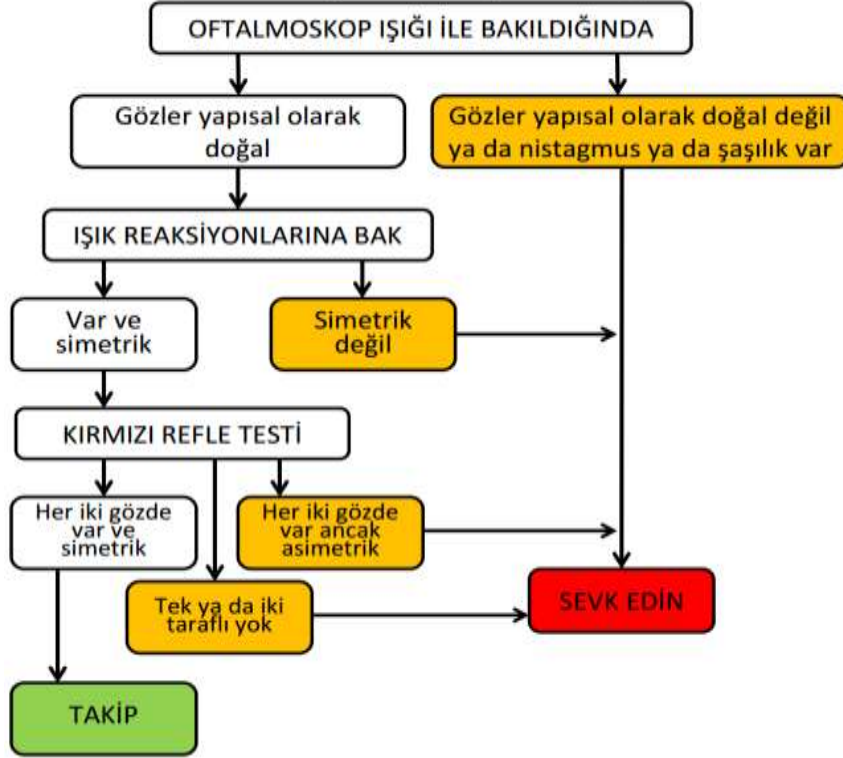 OFTALMOSKOP IŞIĞI İLE BAKILDIĞINDA
Gözler yapısal olarak
doğal
Gözler yapısal olarak doğal değil
ya da nistagmus ya da şaşılık var
IŞIK REAKSİYONLARINA BAK
Var ve
simetrik
Simetrik
değil
KIRMIZI REFLE TESTİ
Her iki gözde
var ve
simetrik
Her iki gözde
var ancak
asimetrik
Tek ya da iki
taraflı yok
SEVK EDİN
TAKİP